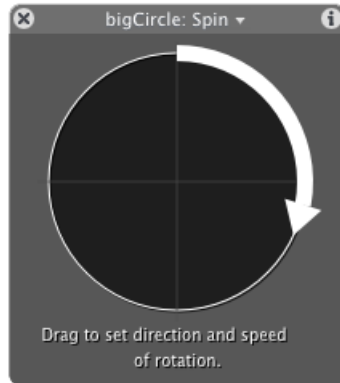 bigCircle: Spin
Drag to set direction and speed
of rotation.